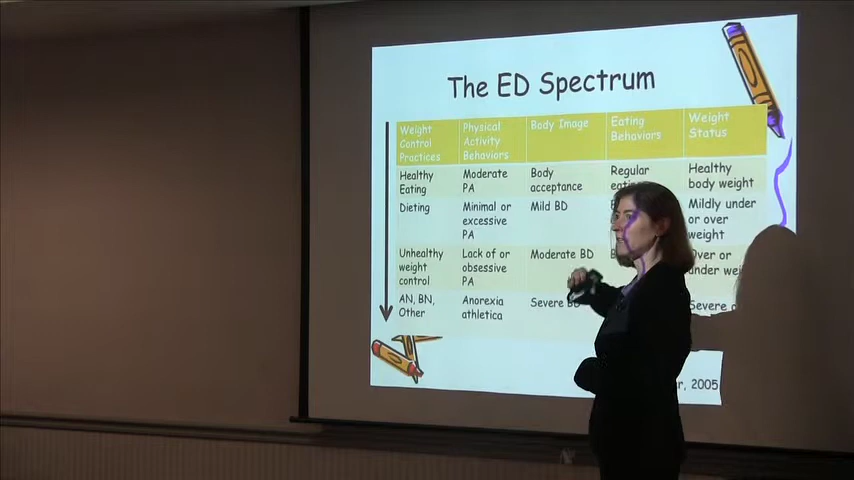 The ED Spectrum
Weight
Control
Practices
Physical
Activity
Behaviors
Body Image
Eating
Behaviors
Weight
Status
Healthy
Eating
Moderate
PA
Body
acceptance
Regular
Healthy
body weight
Dieting
Minimal or
excessive
PA
Mild BD
Mildly under
or over
weight
Unhealthy
weight
control
Lack of or
obsessive
PA
Moderate BD
Over or
under
AN, BN,
Other
Anorexia
athletica
Severe BD
Severe
2005